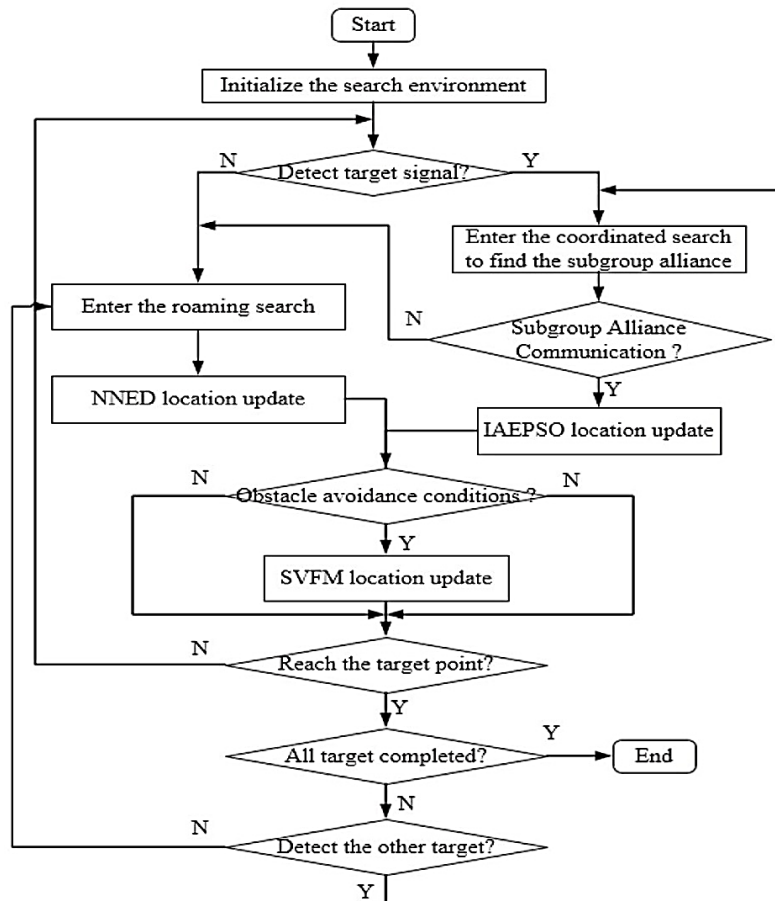 Start
Initialize the search environment
N
Detect target signal?
Y
Enter the coordinated search
to find the subgroup alliance
Enter the roaming search
N
Subgroup Alliance
Communication ?
Y
NNED location update
IAEPSO location update
N
Obstacle avoidance conditions ?
N
Y
SVFM location update
N
Reach the target point?
Y
All target completed?
Y
End
N
N
Detect the other target?
Y